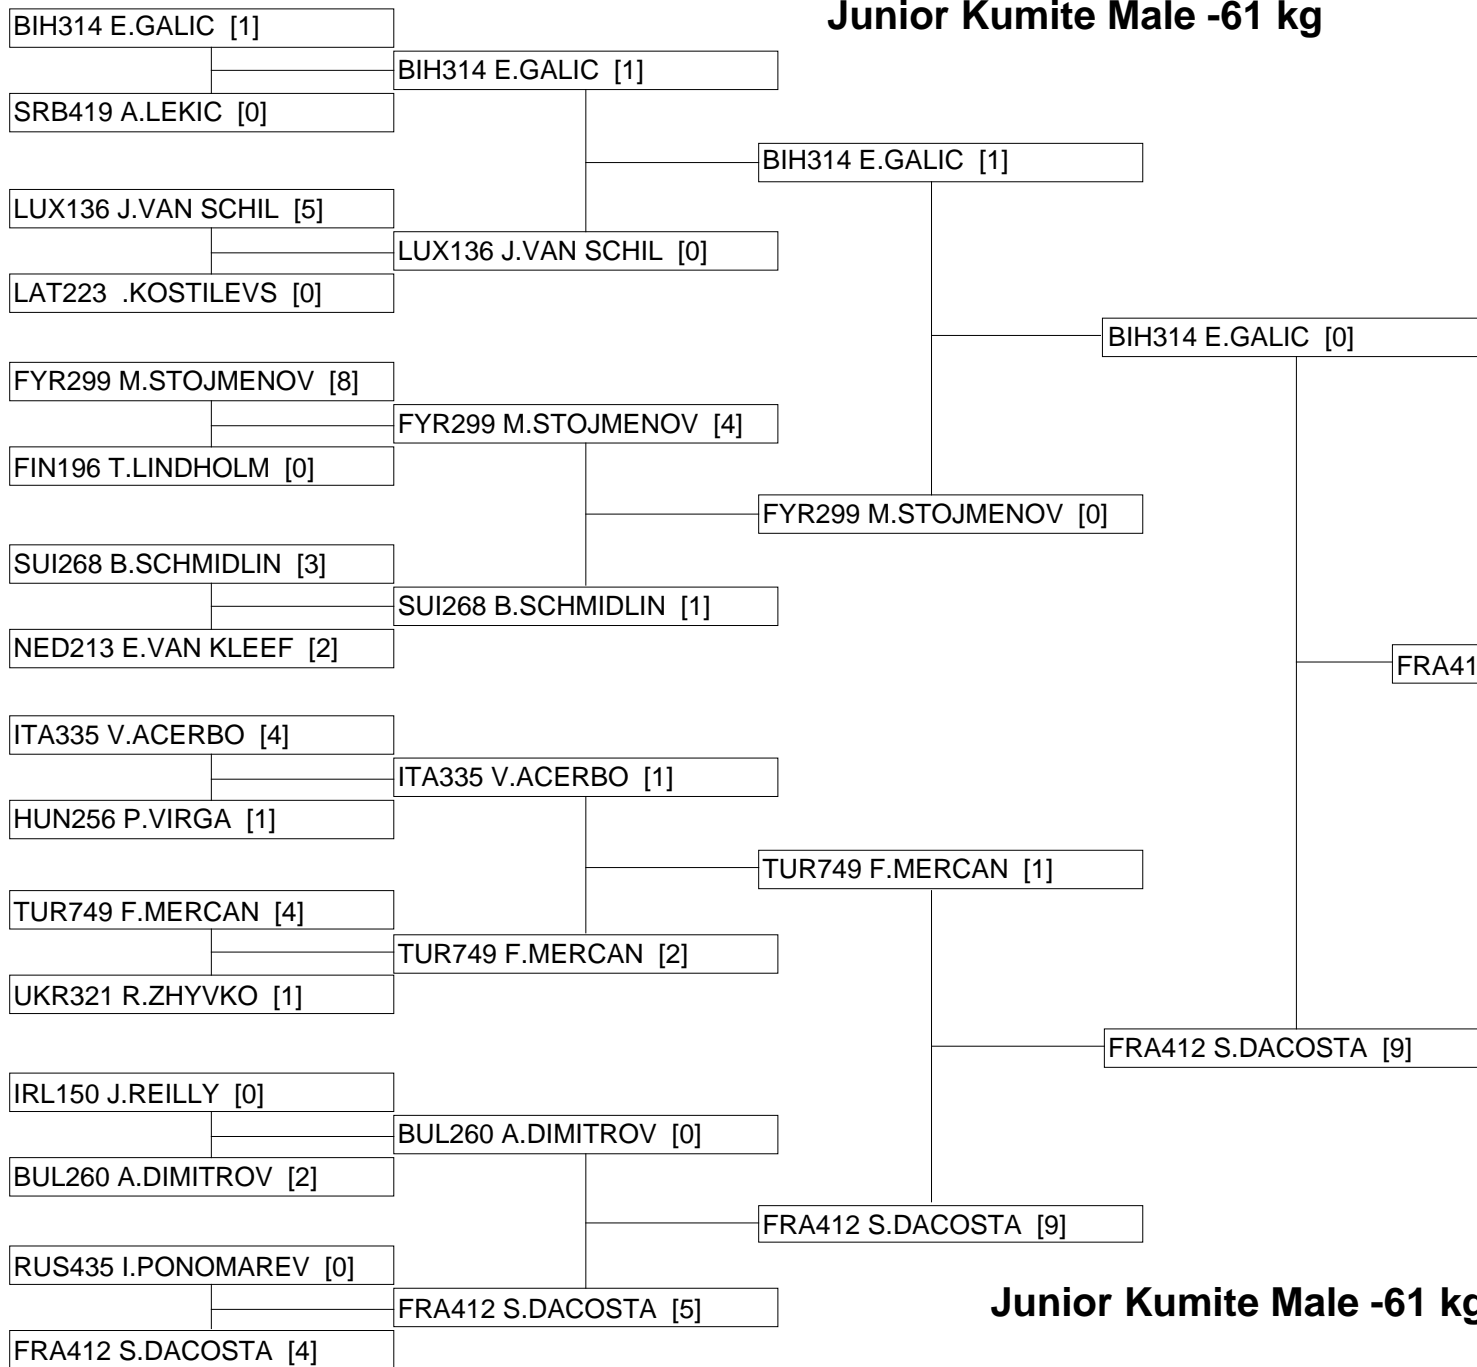 Junior Kumite Male -61 kg
BIH314 E.GALIC [1]
SRB419 A.LEKIC [0]
LUX136 J.VAN SCHIL [5]
LAT223 .KOSTILEVS [0]
FYR299 M.STOJMENOV [8]
FIN196 T.LINDHOLM [0]
SUI268 B.SCHMIDLIN [3]
NED213 E.VAN KLEEF [2]
ITA335 V.ACERBO [4]
HUN256 P.VIRGA [1]
TUR749 F.MERCAN [4]
UKR321 R.ZHYVKO [1]
IRL150 J.REILLY [0]
BUL260 A.DIMITROV [2]
RUS435 I.PONOMAREV [0]
FRA412 S.DACOSTA [4]
BIH314 E.GALIC [1]
LUX136 J.VAN SCHIL [0]
FYR299 M.STOJMENOV [4]
SUI268 B.SCHMIDLIN [1]
ITA335 V.ACERBO [1]
TUR749 F.MERCAN [2]
BUL260 A.DIMITROV [0]
FRA412 S.DACOSTA [5]
BIH314 E.GALIC [1]
FYR299 M.STOJMENOV [0]
TUR749 F.MERCAN [1]
FRA412 S.DACOSTA [9]
BIH314 E.GALIC [0]
FRA412 S.DACOSTA [9]
FRA41
Junior Kumite Male -61 kg